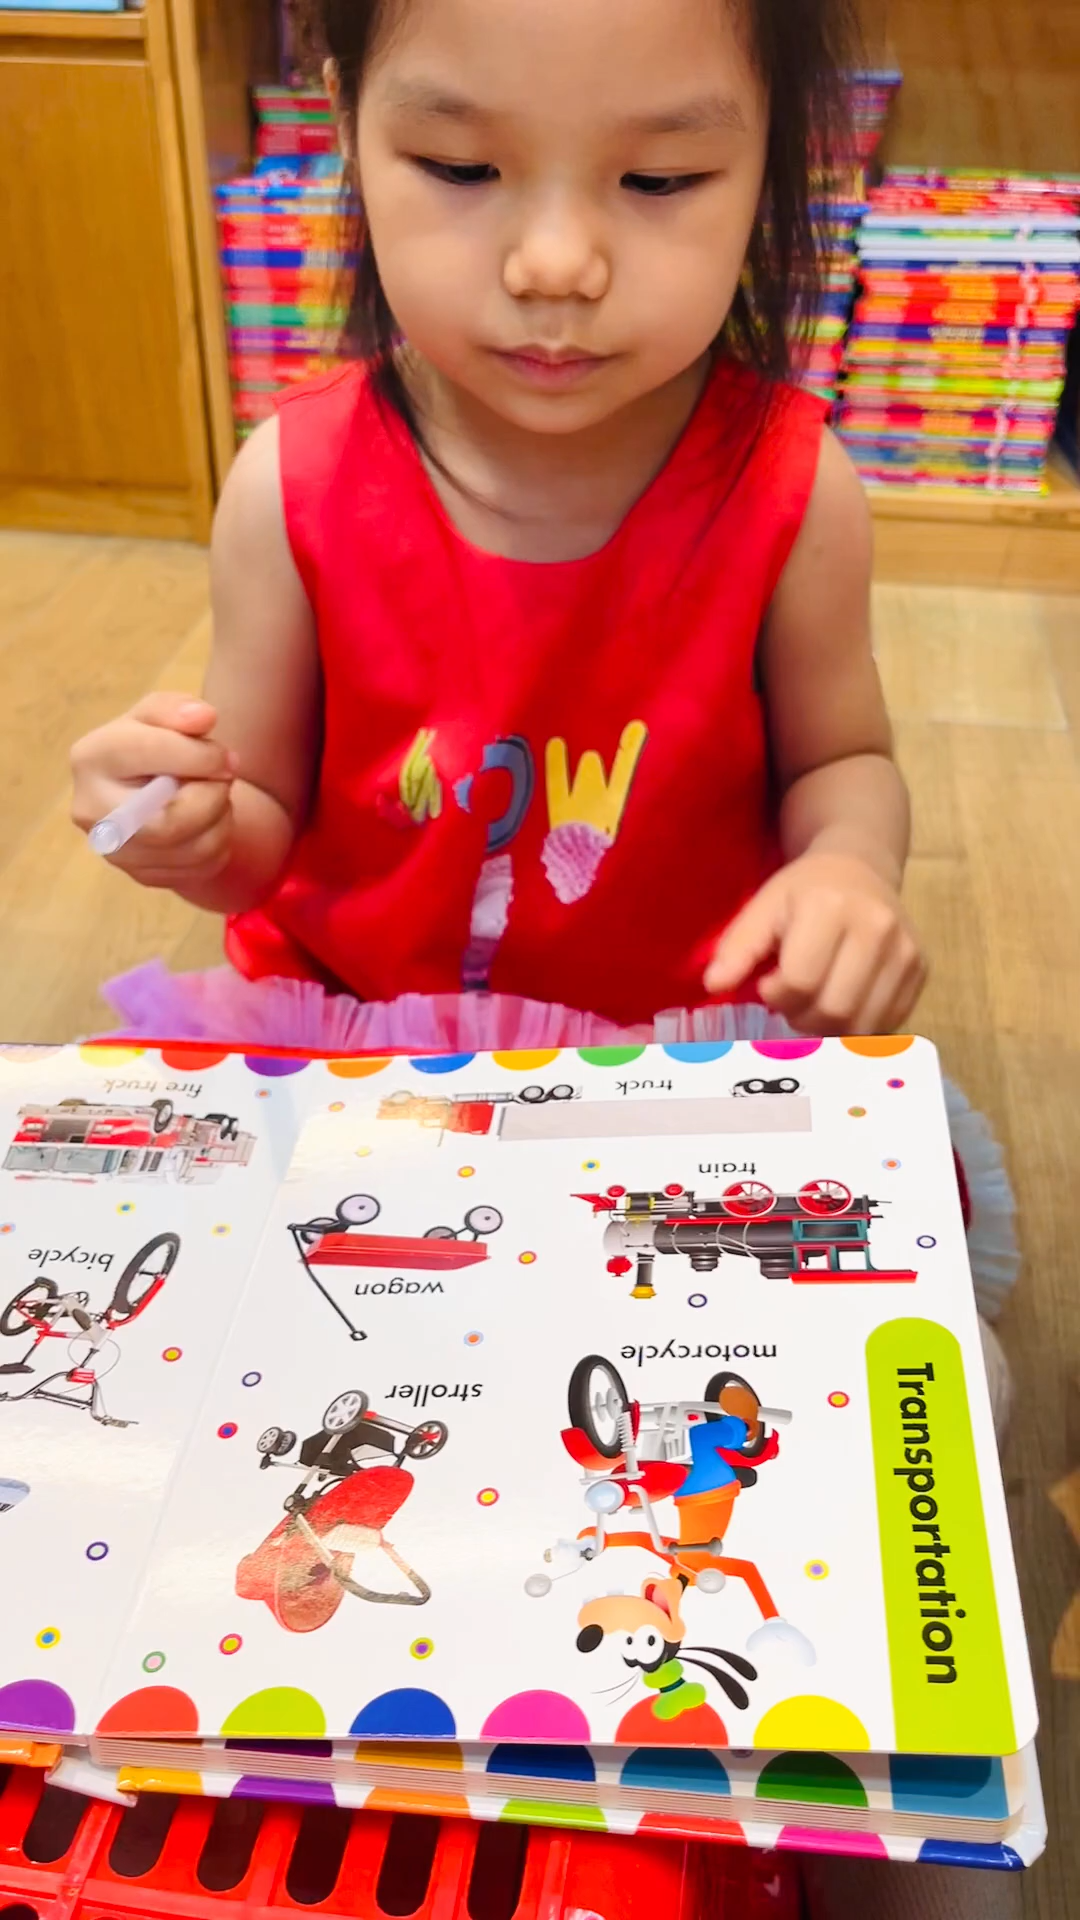 Transportation
fire truck
truck
train
bicycle
wagon
motorcycle
stroller